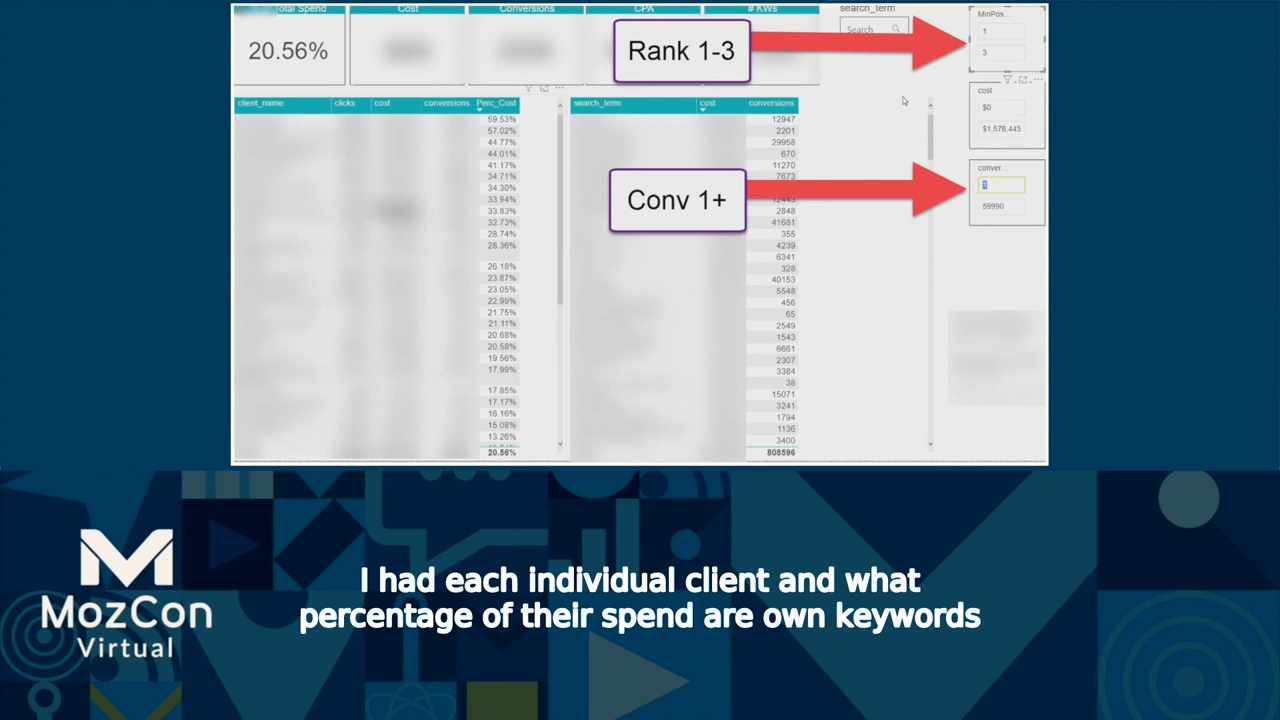 Total Spend
Cost
Conversions
CPA
# KWs
search_term
MinPos...
20.56%
Rank 1-3
Search
1
3
client_name
clicks
cost
conversions
Perc_Cost
search_term
cost
conversions
cost
$0
$1,578,443
59.53%
57.02%
44.77%
44.01%
41.17%
34.71%
34.30%
33.94%
33.83%
32.73%
28.74%
28.36%
26.18%
23.87%
23.05%
22.99%
21.75%
21.11%
20.68%
20.58%
19.56%
17.99%
17.85%
17.17%
16.16%
15.08%
13.26%
20.56%
12947
2201
29958
670
11270
7673
12443
2848
41681
355
4239
6341
328
40153
5548
456
65
2549
1543
6661
2307
3384
38
15071
3241
1794
1136
3400
808596
Conv 1+
conver...
1
59990
MozCon
Virtual
I had each individual client and what
percentage of their spend are own keywords